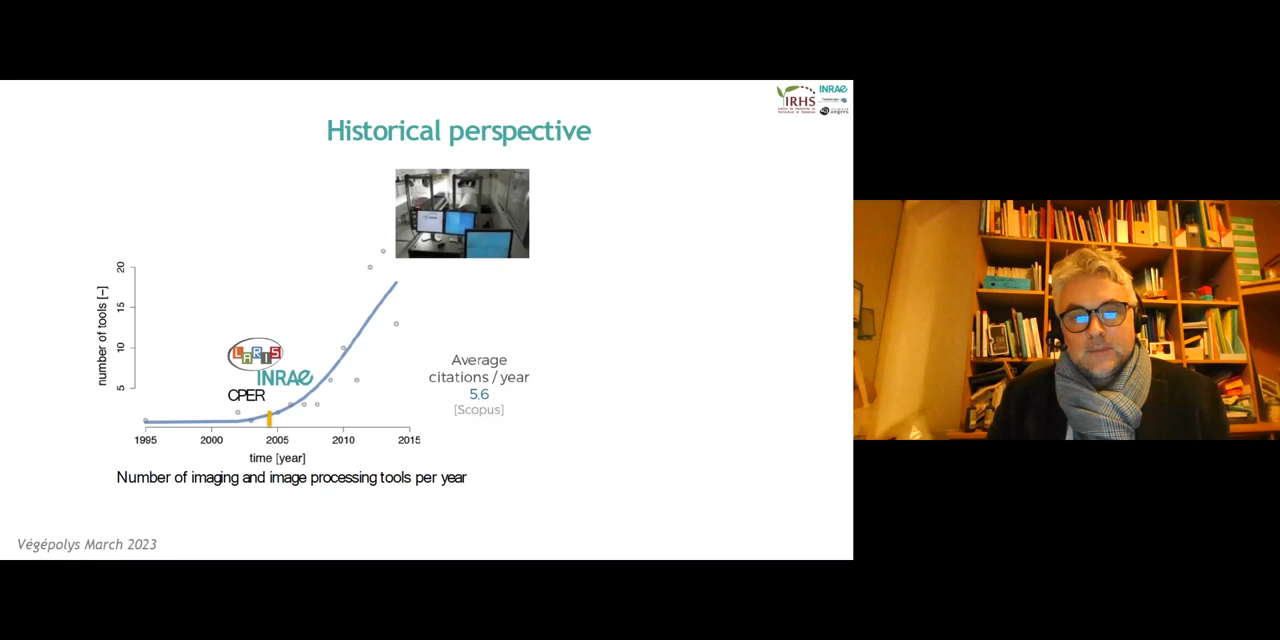 IRHS
INRAE
angers
Historical perspective
number of tools [–]
20
15
10
5
LARIS
INRAE
CPER
Average
citations / year
5,6
[Scopus]
1995
2000
2005
2010
2015
time [year]
Number of imaging and image processing tools per year
Végépolys March 2023